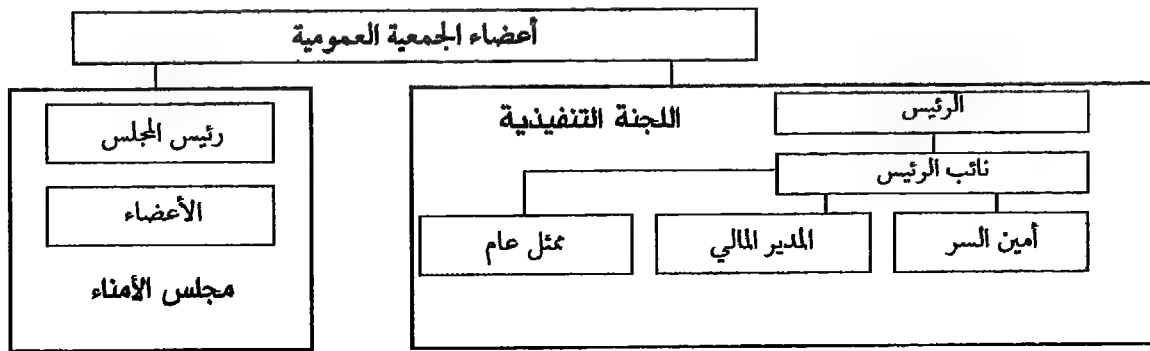 أعضاء الجمعية العمومية
اللجنة التنفيذية
الرئيس
نائب الرئيس
أمين السر
المدير المالي
ممثل عام
رئيس المجلس
الأعضاء
مجلس الأمناء